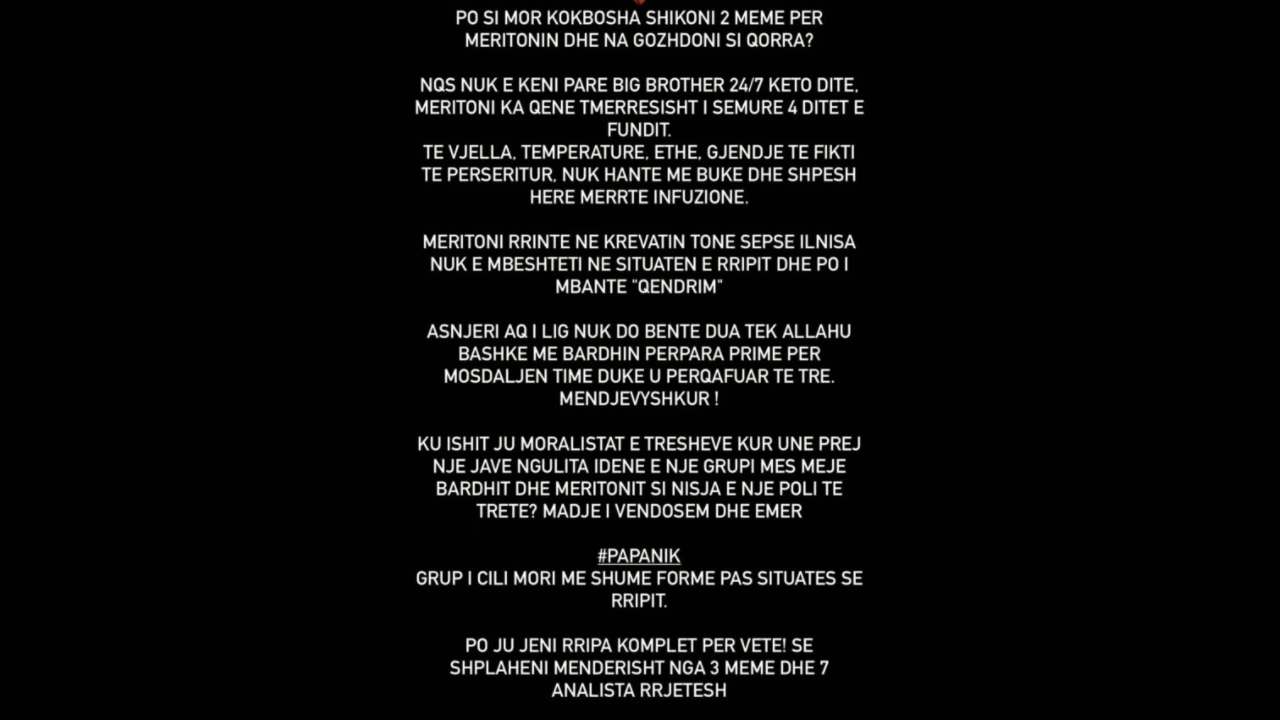 PO SI MOR KOKBOSHA SHIKONI 2 MEME PER
MERITONIN DHE NA GOZHDONI SI QORRA?
NQS NUK E KENI PARE BIG BROTHER 24/7 KETO DITE,
MERITONI KA QENE TMERRESISHT I SEMURE 4 DITET E
FUNDIT.
TE VJELLA, TEMPERATURE, ETHE, GJENDJE TE FIKTI
TE PERSERITUR, NUK HANTE ME BUKE DHE SHPESH
HERE MERRTE INFUZIONE.
MERITONI RRINTE NE KREVATIN TONE SEPSE ILNISA
NUK E MBESHTETI NE SITUATEN E RRIPIT DHE PO I
MBANTE "QENDRIM"
ASNJERI AQ I LIG NUK DO BENTE DUA TEK ALLAHU
BASHKE ME BARDHIN PERPARA PRIME PER
MOSDALJEN TIME DUKE U PERQAFUAR TE TRE.
MENDJEVYSHKUR !
KU ISHIT JU MORALISTAT E TRESHEVE KUR UNE PREJ
NJE JAVE NGULITA IDENE E NJE GRUPI MES MEJE
BARDHIT DHE MERITONIT SI NISJA E NJE POLI TE
TRETE? MADJE I VENDOSEM DHE EMER
#PAPANIK
GRUP I CILI MORI ME SHUME FORME PAS SITUATES SE
RRIPIT.
PO JU JENI RRIPA KOMPLET PER VETE! SE
SHPLAHENI MENDERISHT NGA 3 MEME DHE 7
ANALISTA RRJETESH